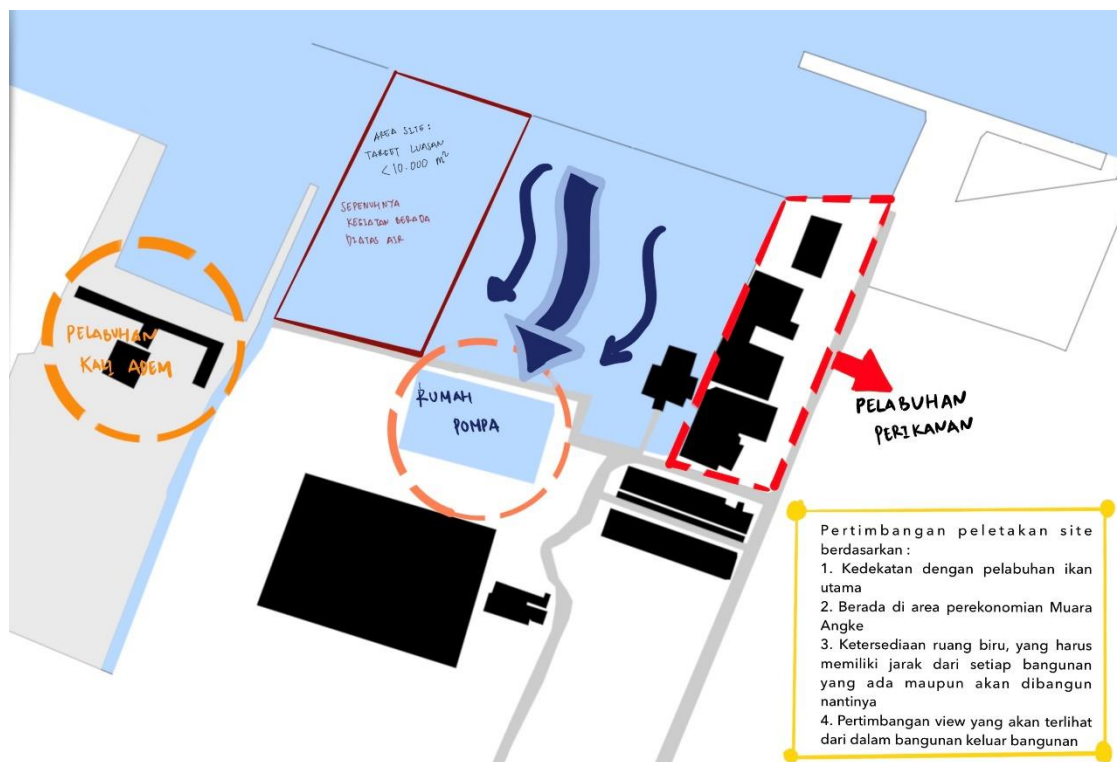 AREA SITE :
TARGET LUASAN
<10.000 m²
SEPENUHNYA
KEGIATAN BERADA
DIATAS AIR
PELABUHAN
KALI ADEM
RUMAH
POMPA
PELABUHAN
PERIKANAN
Pertimbangan peletakan site
berdasarkan :
1. Kedekatan dengan pelabuhan ikan
utama
2. Berada di area perekonomian Muara
Angke
3. Ketersediaan ruang biru, yang harus
memiliki jarak dari setiap bangunan
yang ada maupun akan dibangun
nantinya
4. Pertimbangan view yang akan terlihat
dari dalam bangunan keluar bangunan